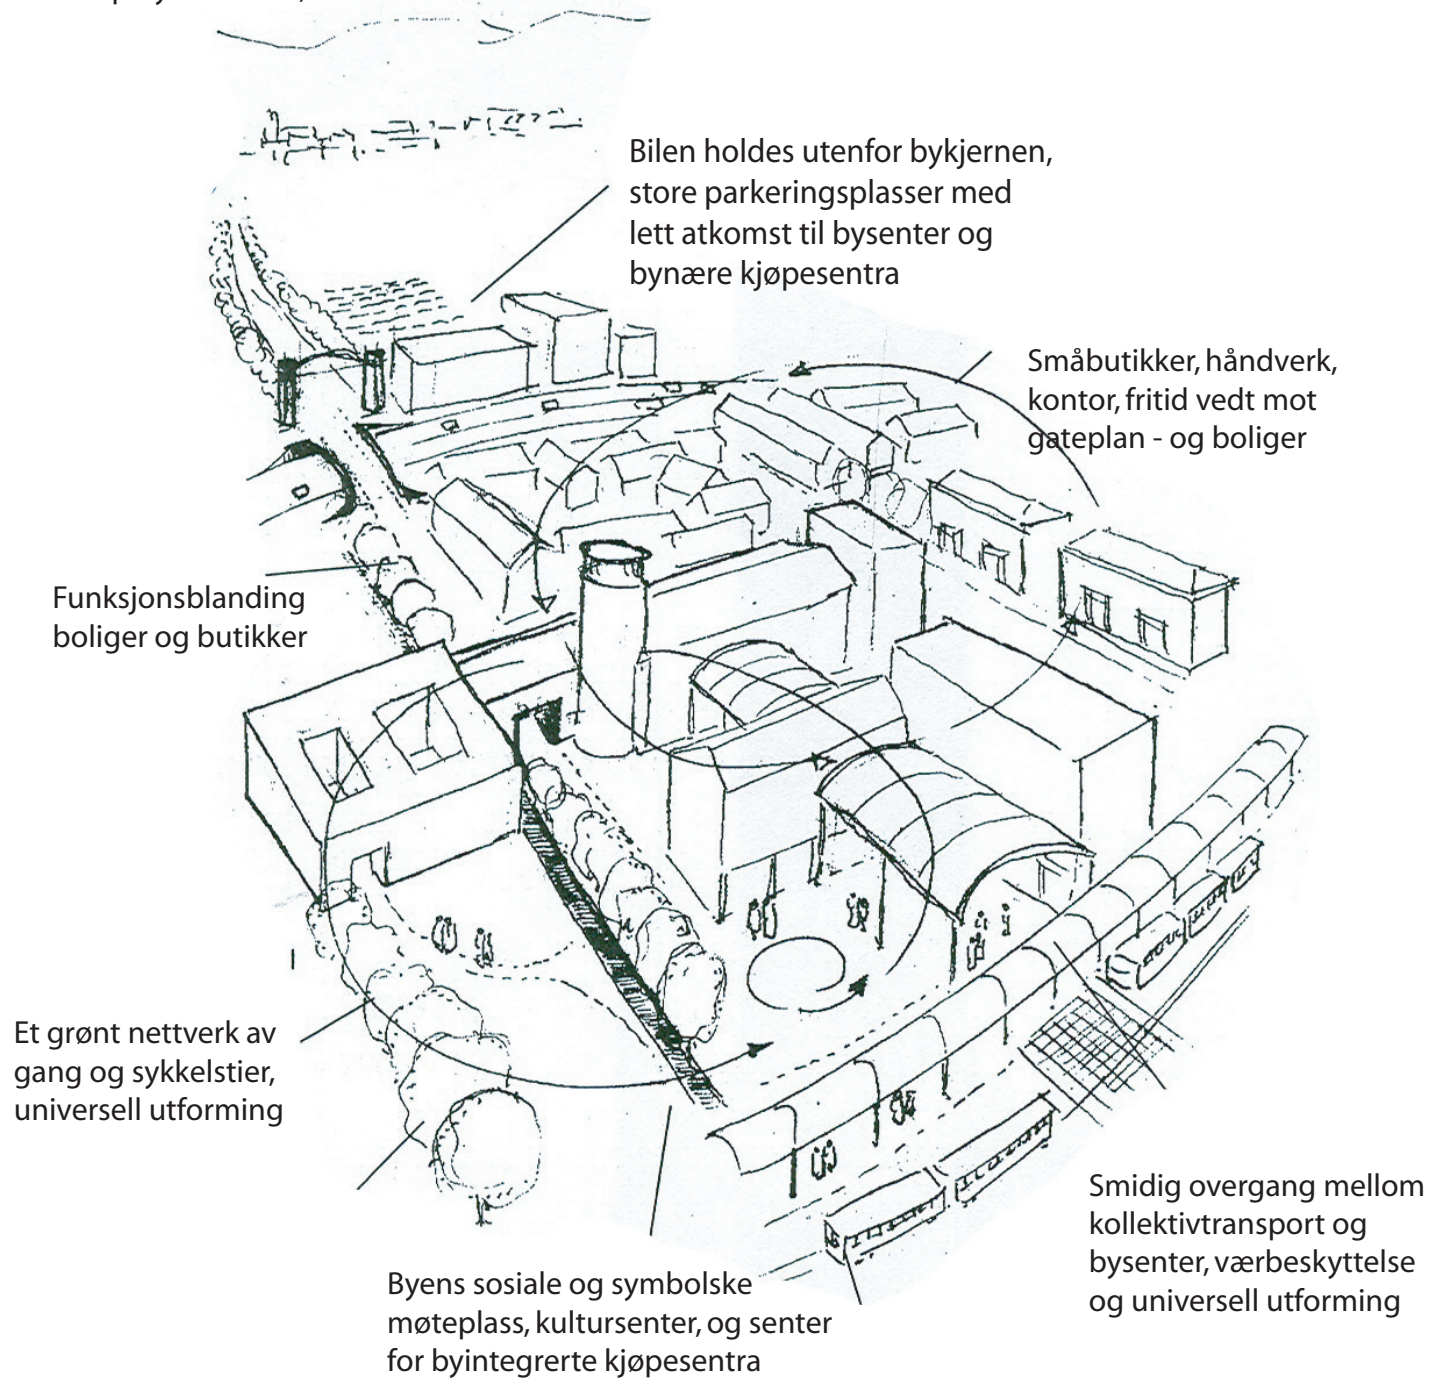 Bilen holdes utenfor bykjernen,
store parkeringsplasser med
lett atkomst til bysenter og
bynære kjøpesentra
Småbutikker, håndverk,
kontor, fritid vedt mot
gateplan - og boliger
Funksjonsblanding
boliger og butikker
Et grønt nettverk av
gang og sykkelstier,
universell utforming
Smidig overgang mellom
kollektivtransport og
bysenter, værbeskyttelse
og universell utforming
Byens sosiale og symbolske
møteplass, kultursenter, og senter
for byintegrerte kjøpesentra